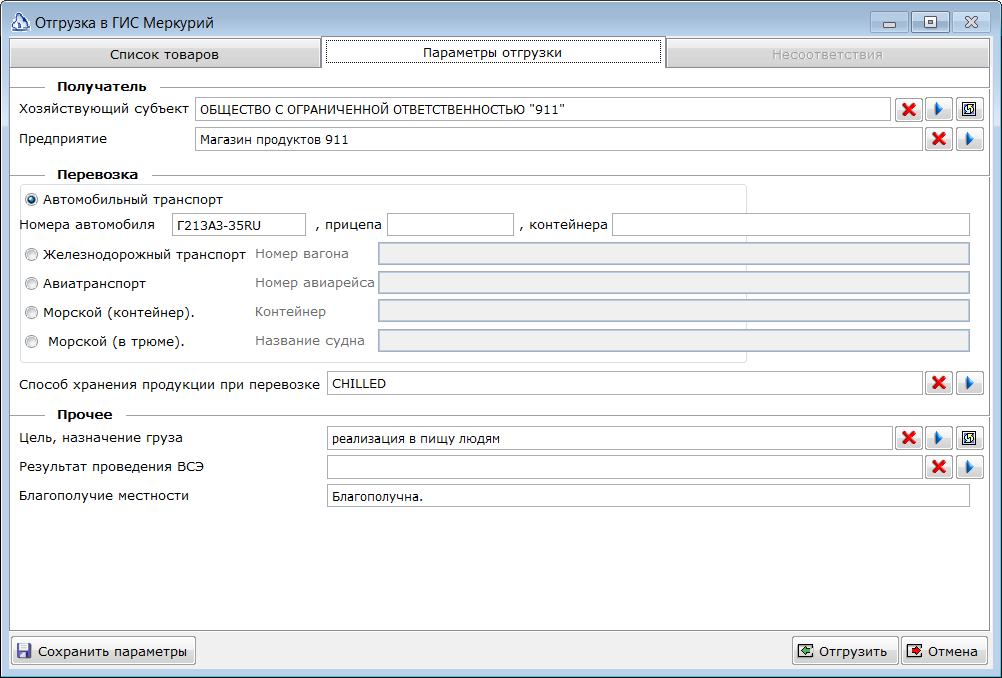 Отгрузка в ГИС Меркурий
Список товаров Параметры отгрузки Несоответствия
Получатель
Хозяйствующий субъект ОБЩЕСТВО С ОГРАНИЧЕННОЙ ОТВЕТСТВЕННОСТЬЮ "911"
Предприятие Магазин продуктов 911
Перевозка
Автомобильный транспорт
Номера автомобиля Г213АЗ-35RU , прицепа , контейнера
Железнодорожный транспорт Номер вагона
Авиатранспорт Номер авиарейса
Морской (контейнер). Контейнер
Морской (в трюме). Название судна
Способ хранения продукции при перевозке CHILLED
Прочее
Цель, назначение груза реализация в пищу людям
Результат проведения ВСЭ
Благополучие местности Благополучна.
Сохранить параметры Отгрузить Отмена